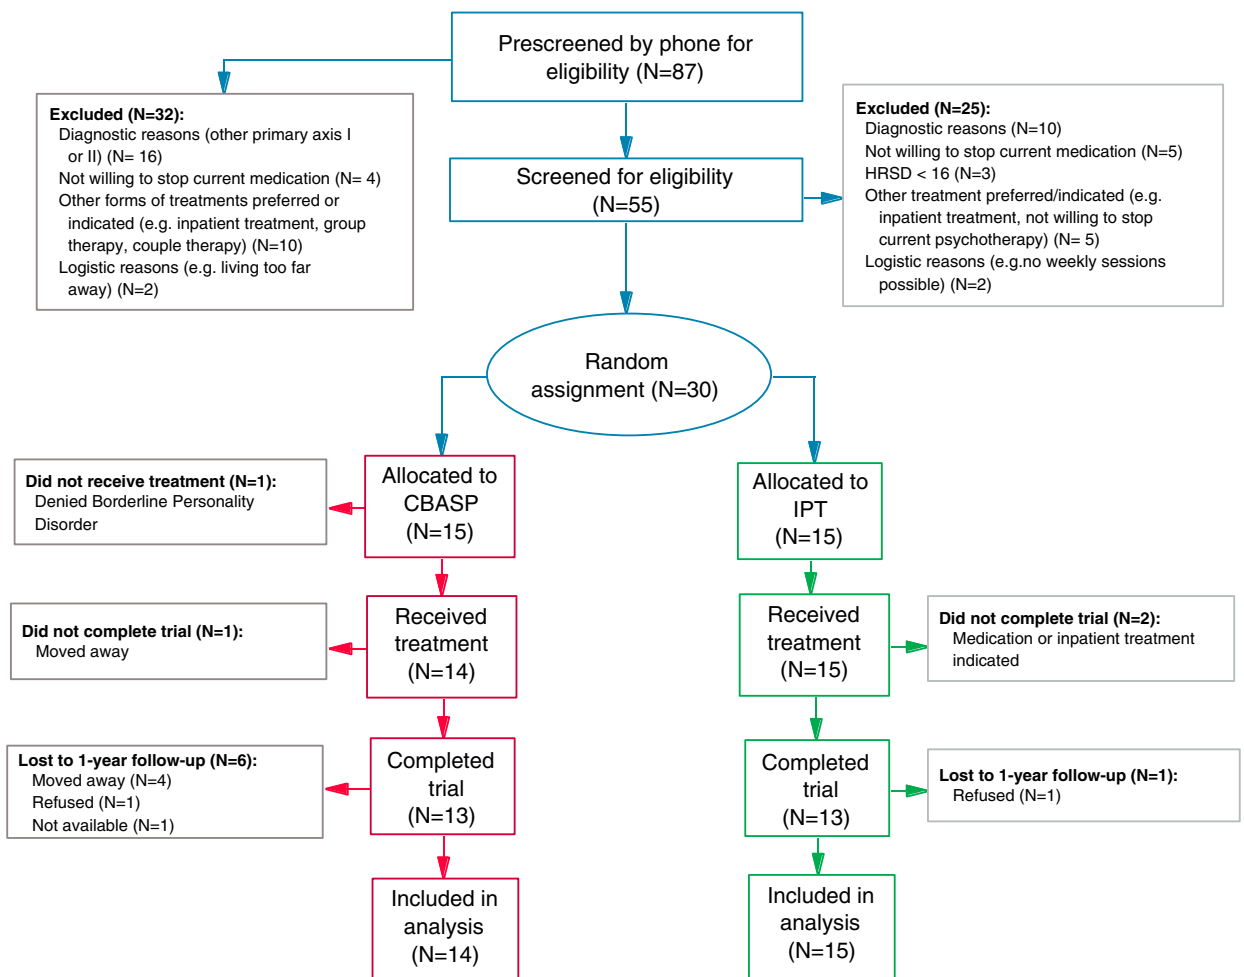 Prescreened by phone for
eligibility (N=87)
Excluded (N=32):
Diagnostic reasons (other primary axis I
or II) (N= 16)
Not willing to stop current medication (N= 4)
Other forms of treatments preferred or
indicated (e.g. inpatient treatment, group
therapy, couple therapy) (N=10)
Logistic reasons (e.g. living too far
away) (N=2)
Screened for eligibility
(N=55)
Excluded (N=25):
Diagnostic reasons (N=10)
Not willing to stop current medication (N=5)
HRSD < 16 (N=3)
Other treatment preferred/indicated (e.g.
inpatient treatment, not willing to stop
current psychotherapy) (N= 5)
Logistic reasons (e.g.no weekly sessions
possible) (N=2)
Random
assignment (N=30)
Did not receive treatment (N=1):
Denied Borderline Personality
Disorder
Allocated to
CBASP
(N=15)
Allocated to
IPT
(N=15)
Did not complete trial (N=1):
Moved away
Received
treatment
(N=14)
Received
treatment
(N=15)
Did not complete trial (N=2):
Medication or inpatient treatment
indicated
Lost to 1-year follow-up (N=6):
Moved away (N=4)
Refused (N=1)
Not available (N=1)
Completed
trial
(N=13)
Completed
trial
(N=13)
Lost to 1-year follow-up (N=1):
Refused (N=1)
Included in
analysis
(N=14)
Included in
analysis
(N=15)